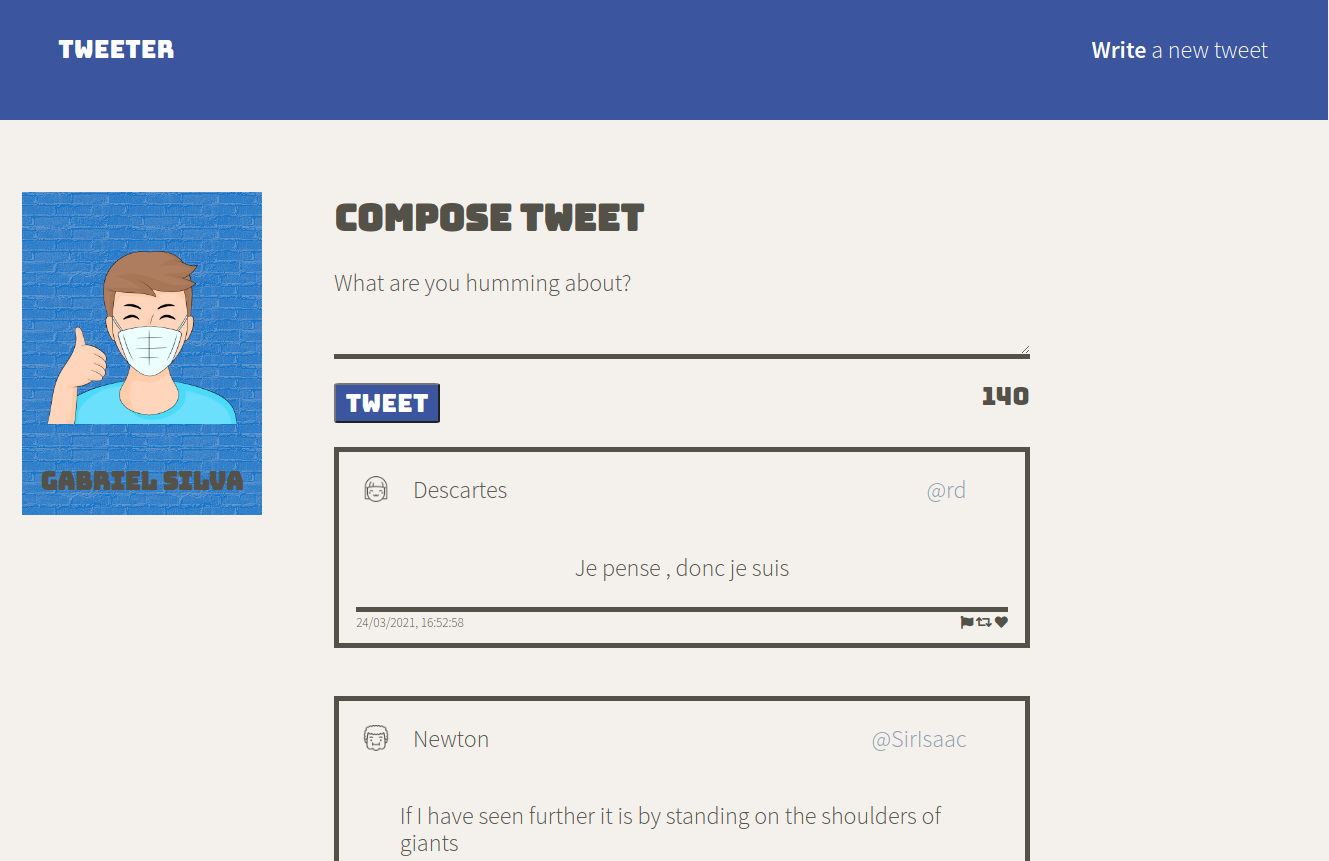 TWEETER
Write a new tweet
GABRIEL SILVA
COMPOSE TWEET
What are you humming about?
TWEET
140
Descartes
@rd
Je pense , donc je suis
24/03/2021, 16:52:58
Newton
@SirIsaac
If I have seen further it is by standing on the shoulders of
giants